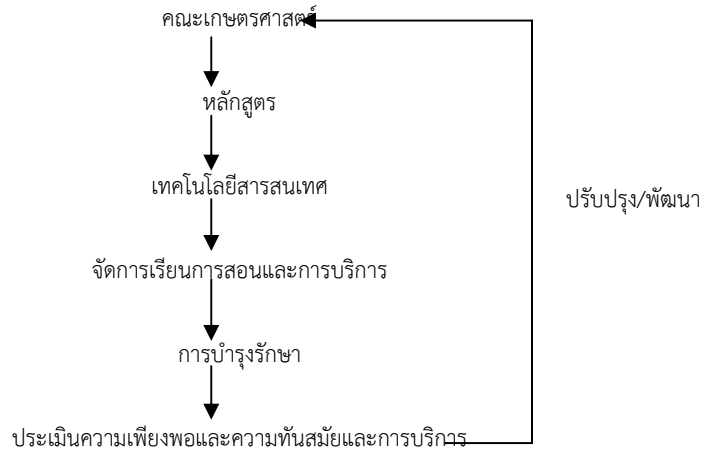 คณะเกษตรศาสตร์
หลักสูตร
เทคโนโลยีสารสนเทศ
ปรับปรุง/พัฒนา
จัดการเรียนการสอนและการบริการ
การบำรุงรักษา
ประเมินความเพียงพอและความทันสมัยและการบริการ